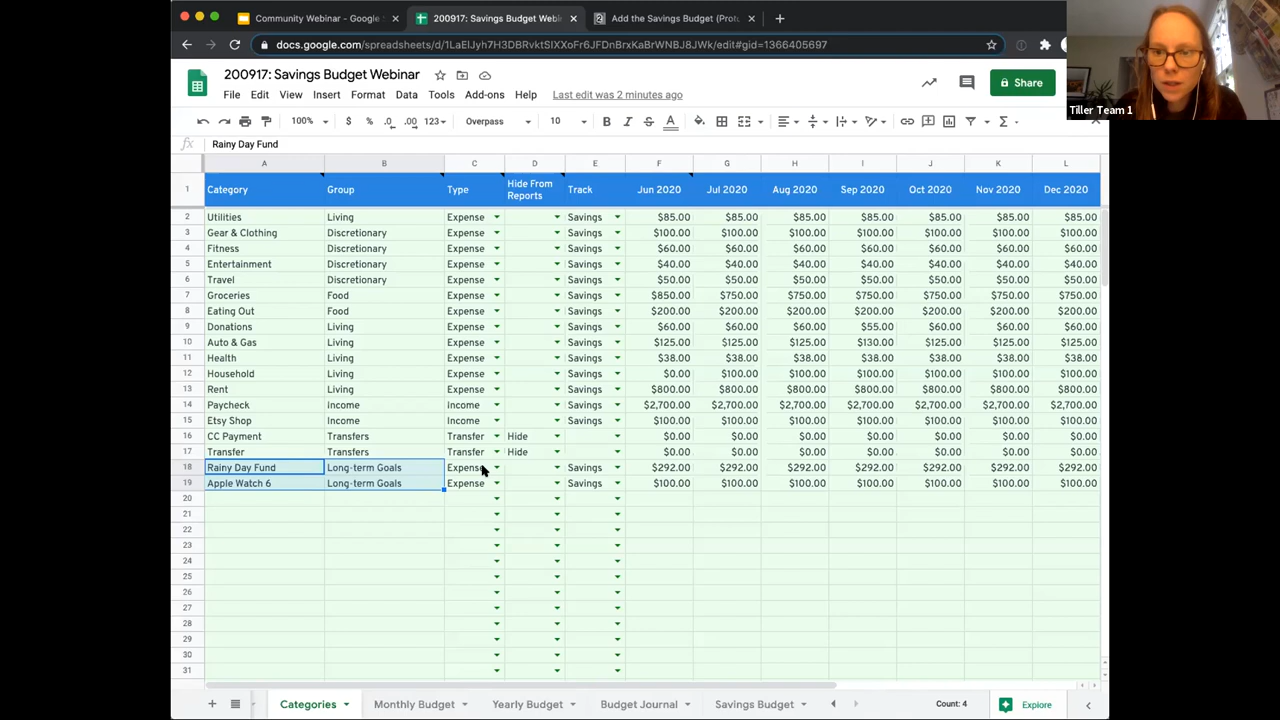 Community Webinar - Google
200917: Savings Budget Webi
Add the Savings Budget (Prot
docs.google.com/spreadsheets/d/1LaElJyh7H3DBRvktSIXXoFr6JFDnBrxKaBrWNBJ8JWk/edit#gid=1366405697
200917: Savings Budget Webinar
File Edit View Insert Format Data Tools Add-ons Help Last edit was 2 minutes ago
Share
Tiller Team 1
100% $ % .0 .00 123 Overpass 10 B I S A
fx Rainy Day Fund
A B C D E F G H I J K L
1 Category Group Type Hide From Reports Track Jun 2020 Jul 2020 Aug 2020 Sep 2020 Oct 2020 Nov 2020 Dec 2020
2 Utilities Living Expense Savings $85.00 $85.00 $85.00 $85.00 $85.00 $85.00 $85.00
3 Gear & Clothing Discretionary Expense Savings $100.00 $100.00 $100.00 $100.00 $100.00 $100.00 $100.00
4 Fitness Discretionary Expense Savings $60.00 $60.00 $60.00 $60.00 $60.00 $60.00 $60.00
5 Entertainment Discretionary Expense Savings $40.00 $40.00 $40.00 $40.00 $40.00 $40.00 $40.00
6 Travel Discretionary Expense Savings $50.00 $50.00 $50.00 $50.00 $50.00 $50.00 $50.00
7 Groceries Food Expense Savings $850.00 $750.00 $750.00 $750.00 $750.00 $750.00 $750.00
8 Eating Out Food Expense Savings $200.00 $200.00 $200.00 $200.00 $200.00 $200.00 $200.00
9 Donations Living Expense Savings $60.00 $60.00 $60.00 $55.00 $60.00 $60.00 $60.00
10 Auto & Gas Living Expense Savings $125.00 $125.00 $125.00 $130.00 $125.00 $125.00 $125.00
11 Health Living Expense Savings $38.00 $38.00 $38.00 $38.00 $38.00 $38.00 $38.00
12 Household Living Expense Savings $0.00 $100.00 $100.00 $100.00 $100.00 $100.00 $100.00
13 Rent Living Expense Savings $800.00 $800.00 $800.00 $800.00 $800.00 $800.00 $800.00
14 Paycheck Income Income Savings $2,700.00 $2,700.00 $2,700.00 $2,700.00 $2,700.00 $2,700.00 $2,700.00
15 Etsy Shop Income Income Savings $100.00 $100.00 $100.00 $100.00 $100.00 $100.00 $100.00
16 CC Payment Transfers Transfer Hide $0.00 $0.00 $0.00 $0.00 $0.00 $0.00 $0.00
17 Transfer Transfers Transfer Hide $0.00 $0.00 $0.00 $0.00 $0.00 $0.00 $0.00
18 Rainy Day Fund Long-term Goals Expense Savings $292.00 $292.00 $292.00 $292.00 $292.00 $292.00 $292.00
19 Apple Watch 6 Long-term Goals Expense Savings $100.00 $100.00 $100.00 $100.00 $100.00 $100.00 $100.00
20
21
22
23
24
25
26
27
28
29
30
31
Categories Monthly Budget Yearly Budget Budget Journal Savings Budget Count: 4 Explore